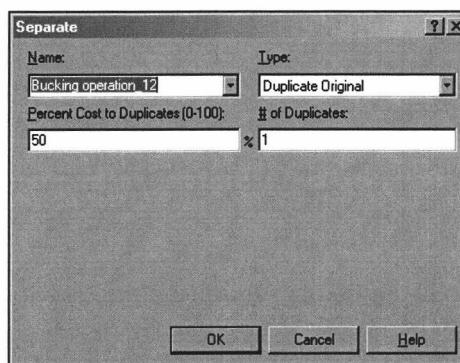 Separate
Name: Type:
Bucking operation_12 Duplicate Original
Percent Cost to Duplicates (0-100): # of Duplicates:
50 % 1
OK Cancel Help